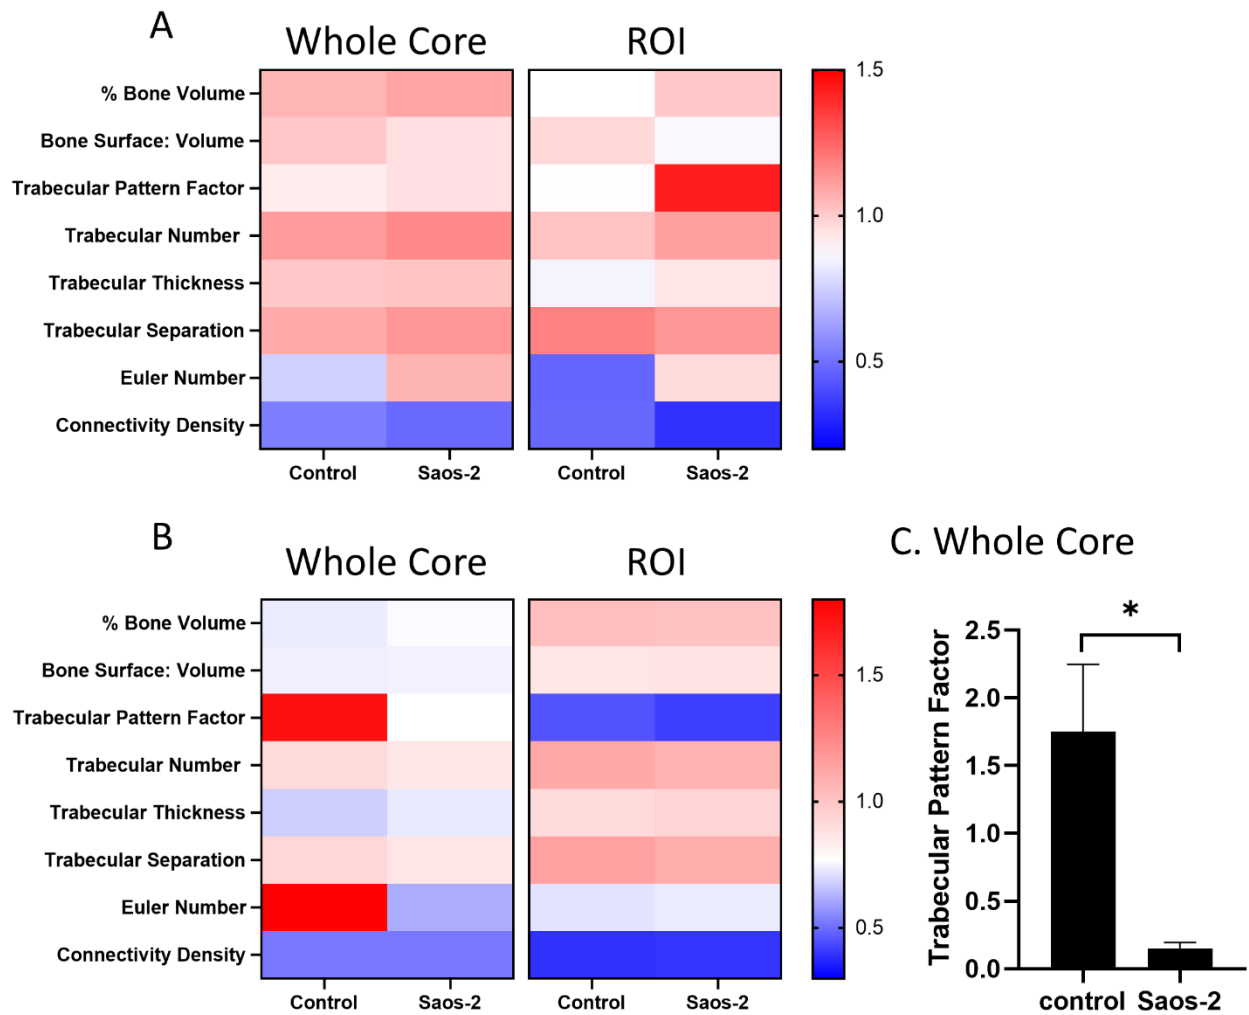 A
Whole Core ROI
% Bone Volume
Bone Surface: Volume
Trabecular Pattern Factor
Trabecular Number
Trabecular Thickness
Trabecular Separation
Euler Number
Connectivity Density
Control Saos-2 Control Saos-2
1.5
1.0
0.5
B
Whole Core ROI
% Bone Volume
Bone Surface: Volume
Trabecular Pattern Factor
Trabecular Number
Trabecular Thickness
Trabecular Separation
Euler Number
Connectivity Density
Control Saos-2 Control Saos-2
1.5
1.0
0.5
C. Whole Core
*
Trabecular Pattern Factor
2.5
2.0
1.5
1.0
0.5
0.0
control Saos-2